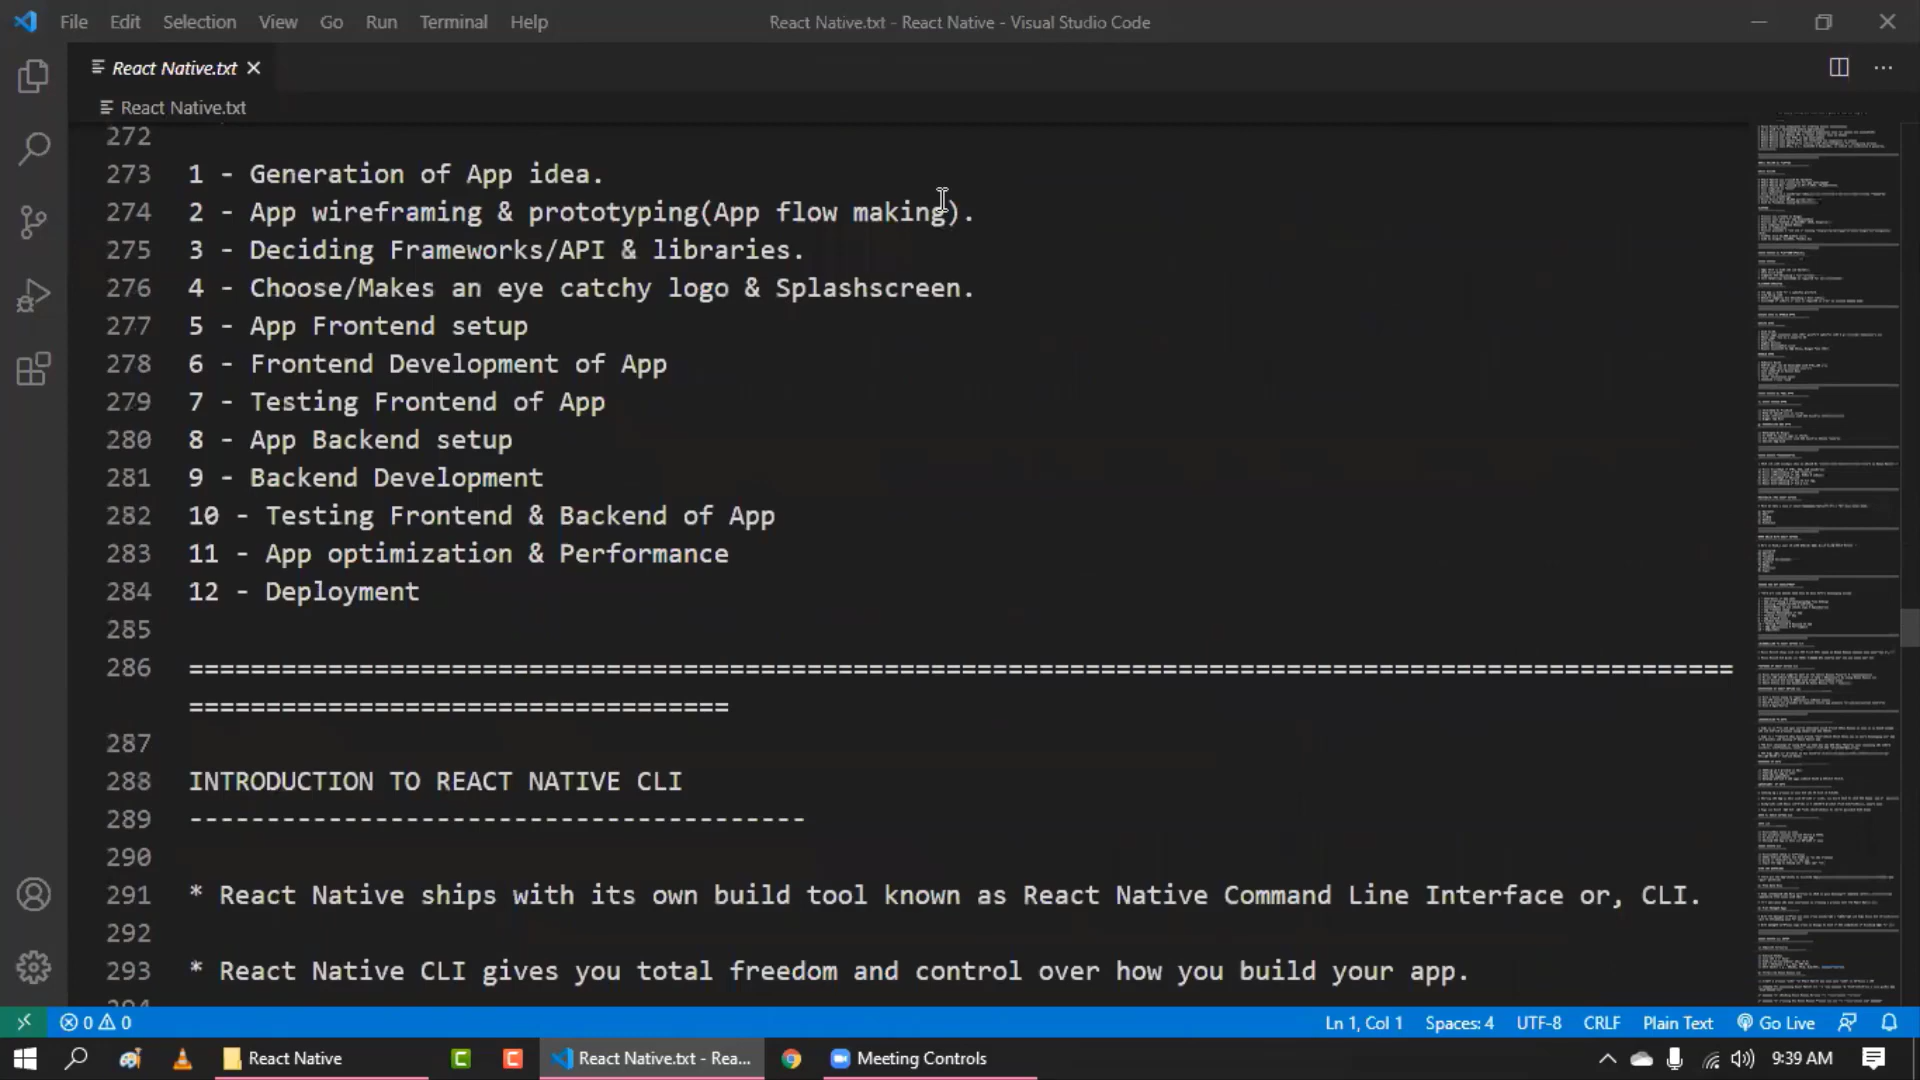 File Edit Selection View Go Run Terminal Help React Native.txt - React Native - Visual Studio Code
React Native.txt
React Native.txt
272
273 1 - Generation of App idea.
274 2 - App wireframing & prototyping(App flow making).
275 3 - Deciding Frameworks/API & libraries.
276 4 - Choose/Makes an eye catchy logo & Splashscreen.
277 5 - App Frontend setup
278 6 - Frontend Development of App
279 7 - Testing Frontend of App
280 8 - App Backend setup
281 9 - Backend Development
282 10 - Testing Frontend & Backend of App
283 11 - App optimization & Performance
284 12 - Deployment
285
286 ====================================================================================================
===================================
287
288 INTRODUCTION TO REACT NATIVE CLI
289 ----------------------------------------
290
291 * React Native ships with its own build tool known as React Native Command Line Interface or, CLI.
292
293 * React Native CLI gives you total freedom and control over how you build your app.
294
0 0 Ln 1, Col 1 Spaces: 4 UTF-8 CRLF Plain Text Go Live
React Native React Native.txt - Rea... Meeting Controls 9:39 AM